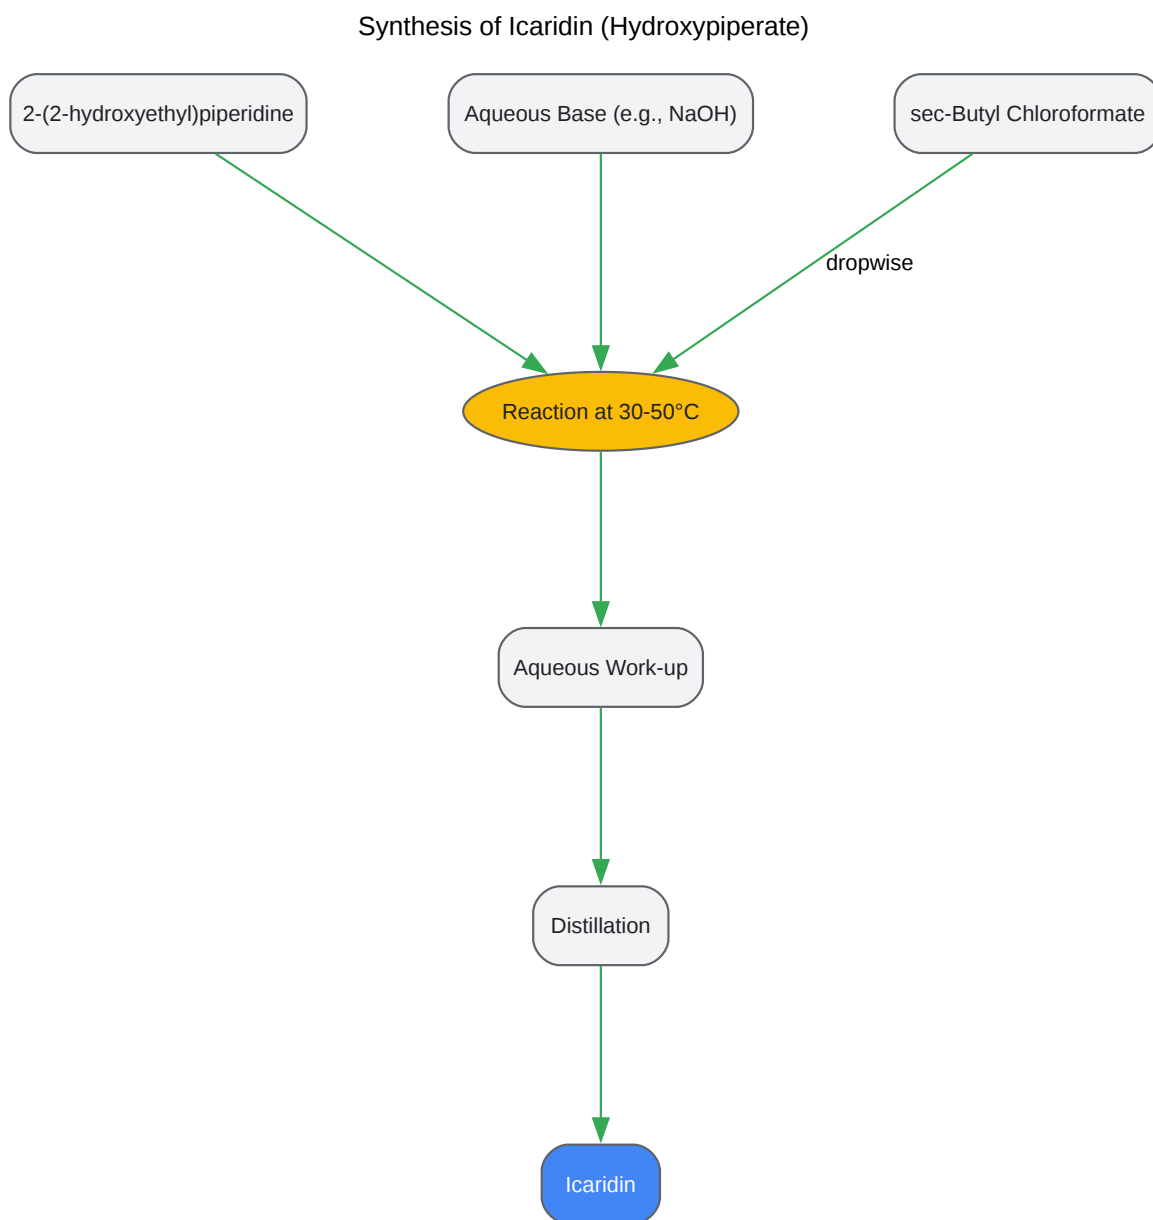 Synthesis of Icaridin (Hydroxypiperate)
2-(2-hydroxyethyl)piperidine
Aqueous Base (e.g., NaOH)
sec-Butyl Chloroformate
dropwise
Reaction at 30-50°C
Aqueous Work-up
Distillation
Icaridin